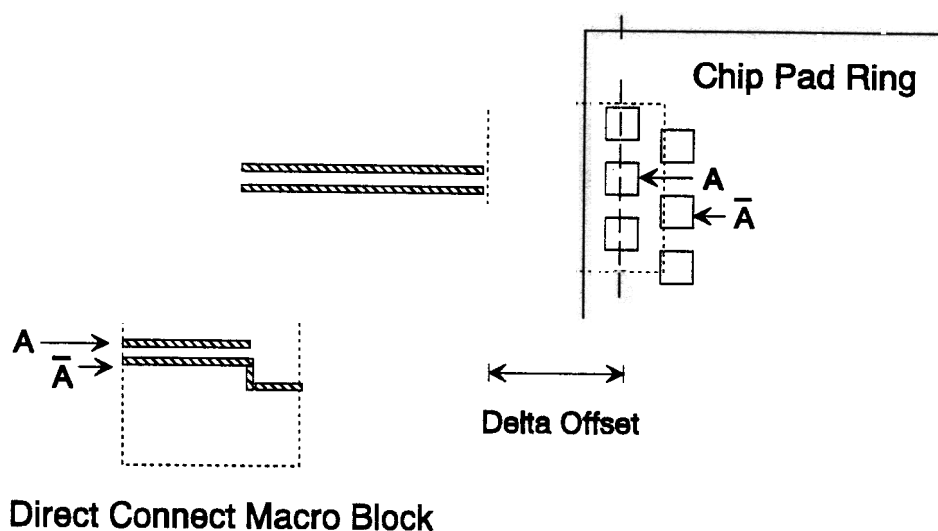 Chip Pad Ring
A
A̅
A
A̅
Delta Offset
Direct Connect Macro Block